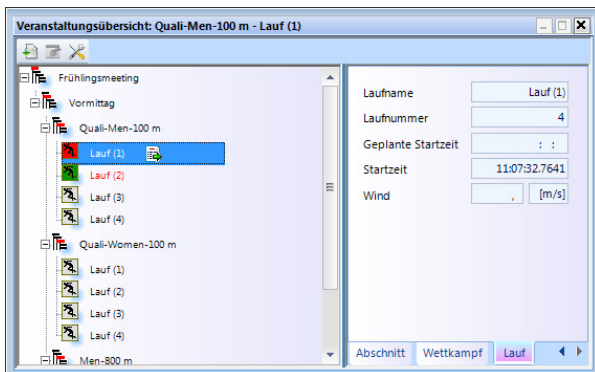 Veranstaltungsübersicht: Quali-Men-100 m - Lauf (1)
Frühlingsmeeting
Vormittag
Quali-Men-100 m
Lauf (1)
Lauf (2)
Lauf (3)
Lauf (4)
Quali-Women-100 m
Lauf (1)
Lauf (2)
Lauf (3)
Lauf (4)
Men-800 m
Laufname Lauf (1)
Laufnummer 4
Geplante Startzeit : :
Startzeit 11:07:32.7641
Wind , [m/s]
Abschnitt Wettkampf Lauf